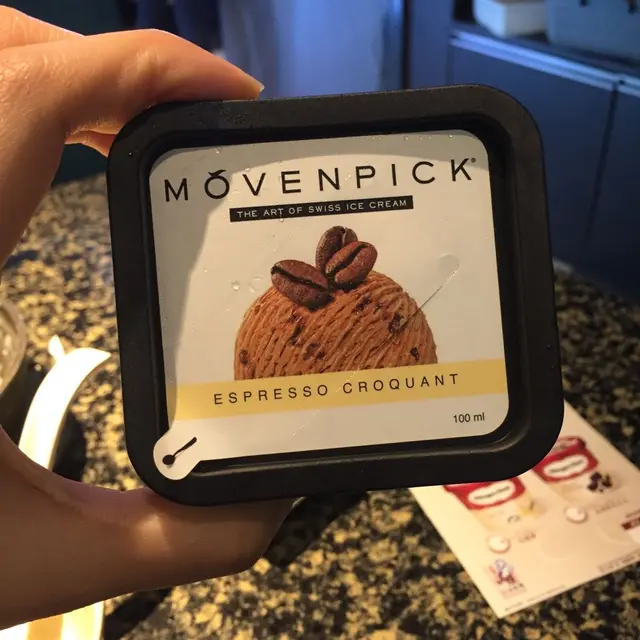 MÖVENPICK®
THE ART OF SWISS ICE CREAM
ESPRESSO CROQUANT
100 ml